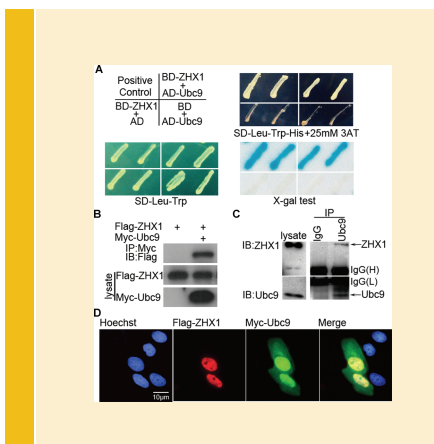 A
Positive
Control
BD-ZHX1
+
AD-Ubc9
BD-ZHX1
+
AD
BD
+
AD-Ubc9
SD-Leu-Trp-His+25mM 3AT
SD-Leu-Trp
X-gal test
B
Flag-ZHX1 + +
Myc-Ubc9 +
IP:Myc
IB:Flag
lysate
Flag-ZHX1
Myc-Ubc9
C
IP
lysate IgG Ubc9
IB:ZHX1
ZHX1
IgG(H)
IgG(L)
IB:Ubc9
Ubc9
D
Hoechst Flag-ZHX1 Myc-Ubc9 Merge
10μm